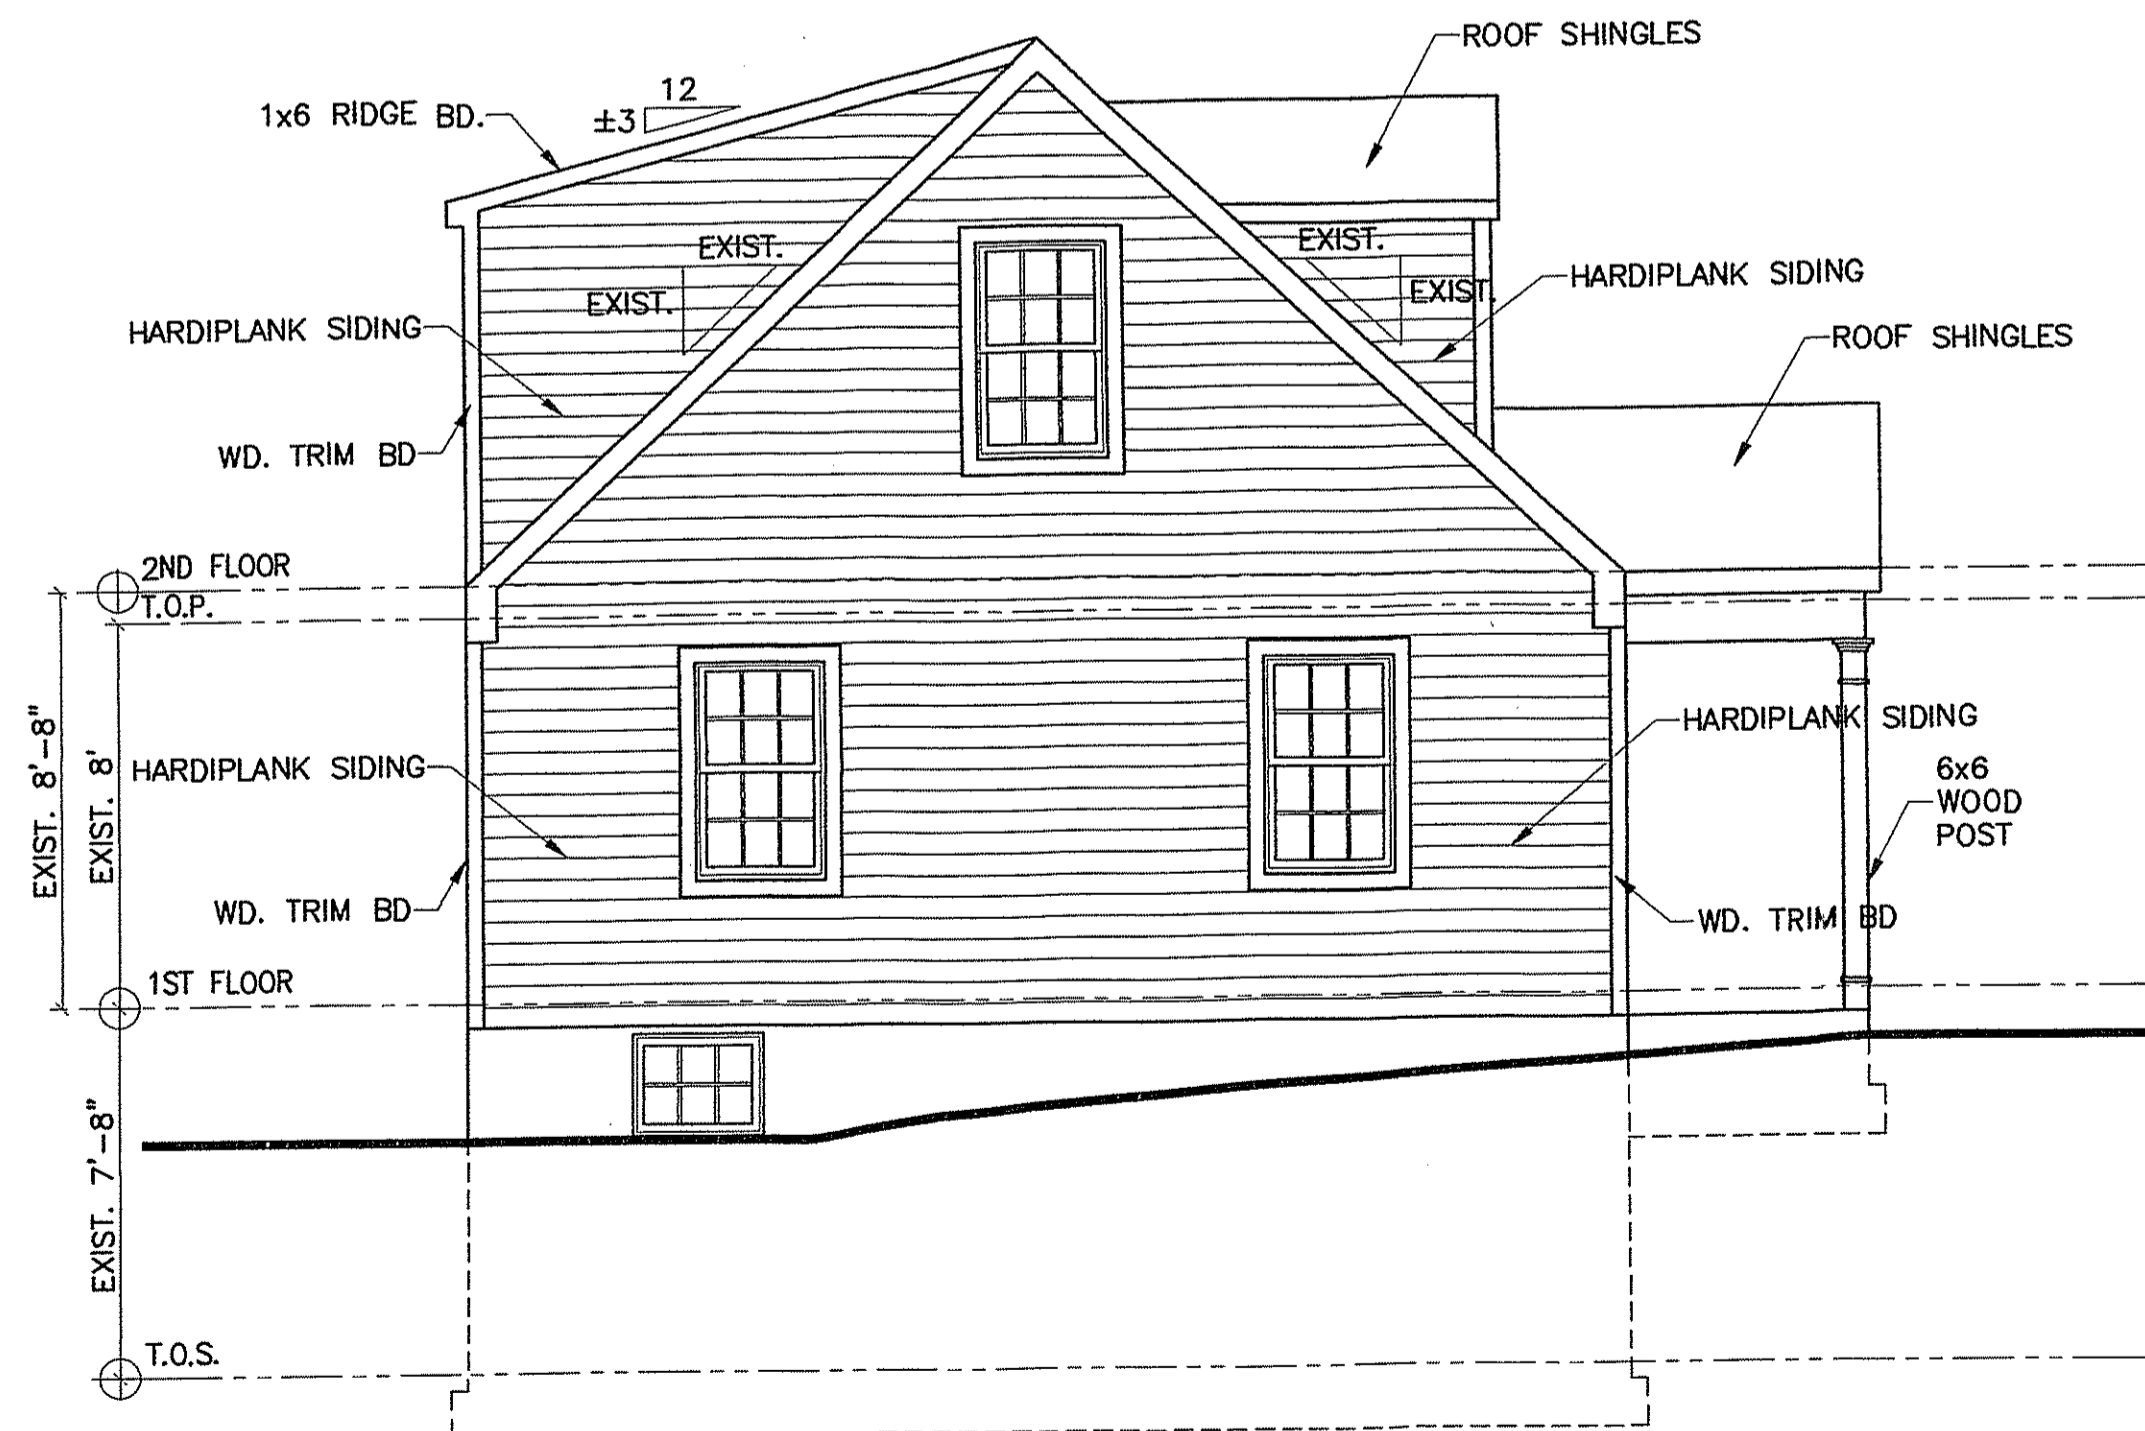 ROOF SHINGLES
12
±3
1x6 RIDGE BD.
EXIST.
EXIST.
EXIST.
EXIST.
HARDIPLANK SIDING
HARDIPLANK SIDING
ROOF SHINGLES
WD. TRIM BD
2ND FLOOR
T.O.P.
EXIST. 8'-8"
EXIST. 8'
HARDIPLANK SIDING
HARDIPLANK SIDING
6x6
WOOD
POST
WD. TRIM BD
WD. TRIM BD
1ST FLOOR
EXIST. 7'-8"
T.O.S.